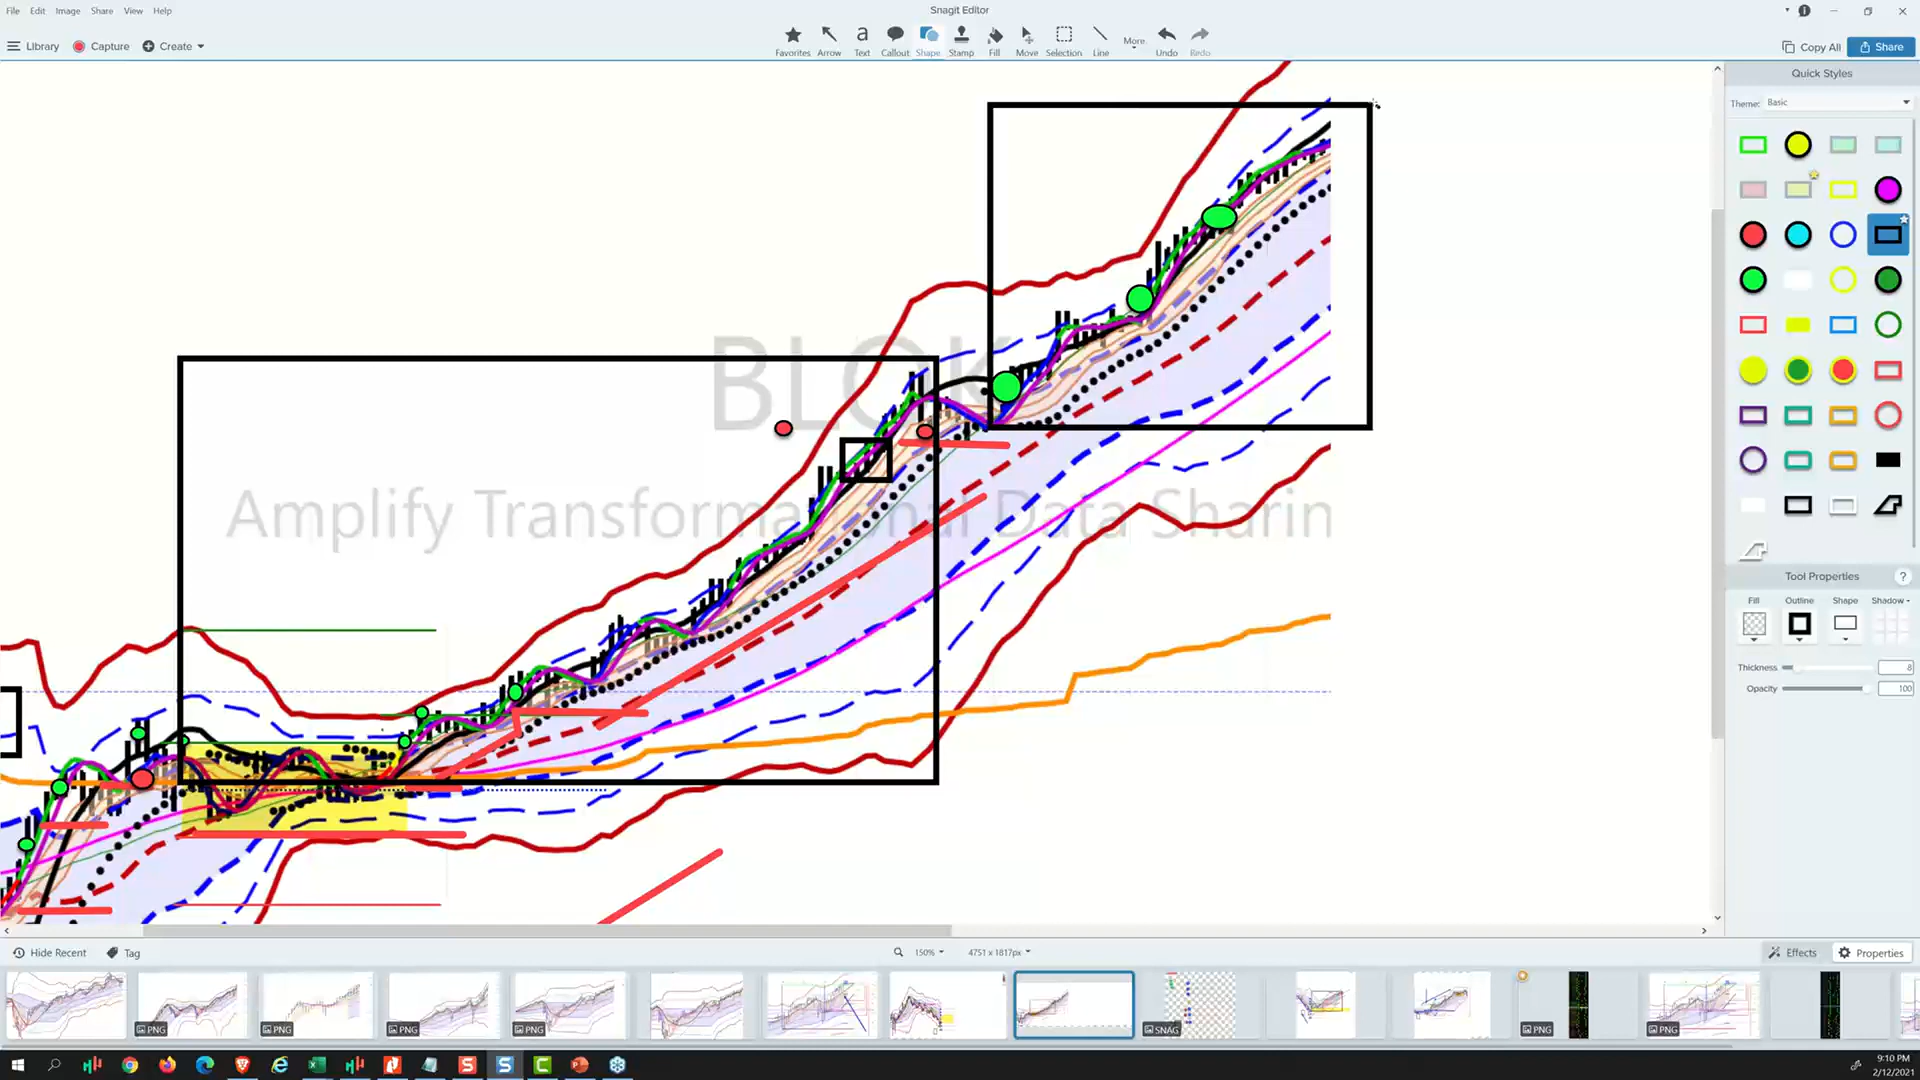 Snagit Editor
File Edit Image Share View Help
Library Capture Create
Favorites Arrow Text Callout Shape Stamp Fill Move Selection Line More Undo Redo
Copy All Share
Quick Styles
Theme: Basic
BLOK
Amplify Transformational Data Sharin
Tool Properties ?
Fill Outline Shape Shadow
Thickness 8
Opacity 100
Hide Recent Tag
150% 4751 x 1817px
Effects Properties
PNG PNG PNG PNG SNAG PNG PNG
9:10 PM
2/12/2021